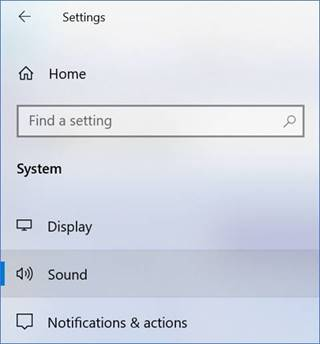 Settings
Home
Find a setting
System
Display
Sound
Notifications & actions